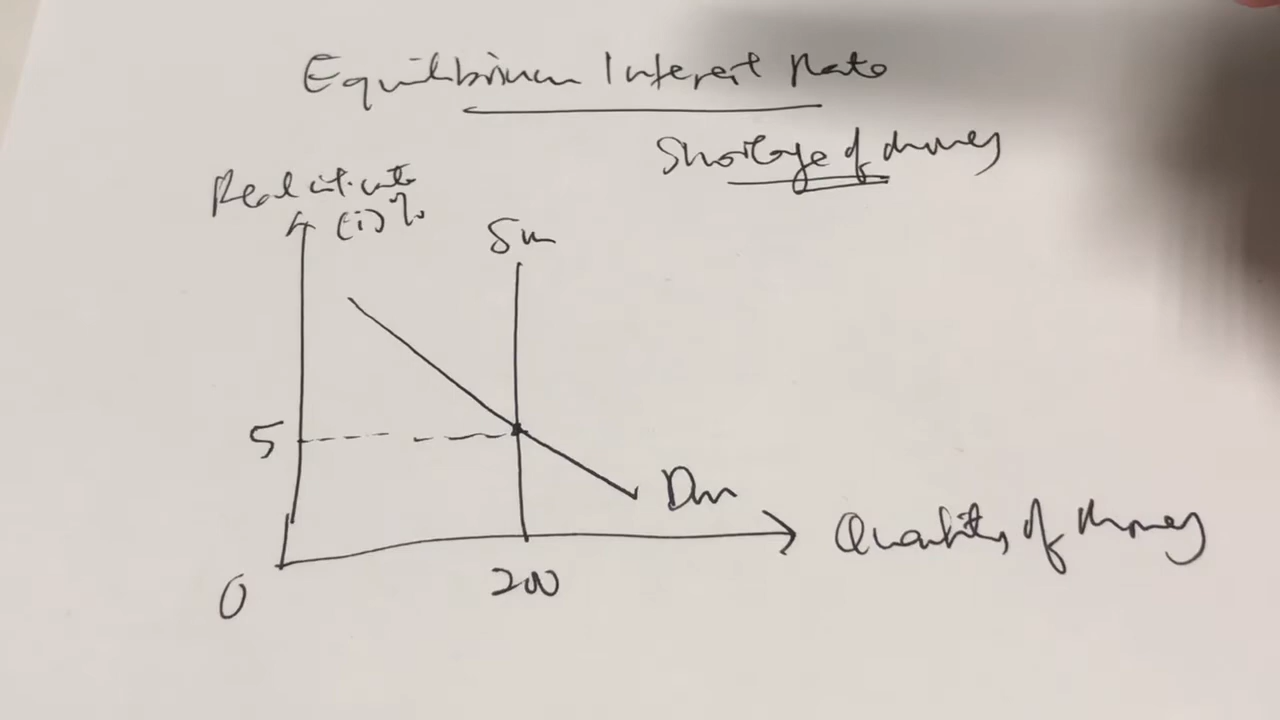 Equilibrium Interest Rate
Shortage of money
Real int. rate
(i) %
Sm
5
Dm
Quantity of money
0
200